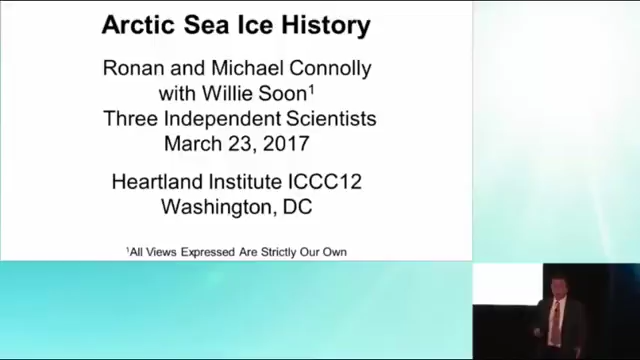 Arctic Sea Ice History
Ronan and Michael Connolly
with Willie Soon¹
Three Independent Scientists
March 23, 2017
Heartland Institute ICCC12
Washington, DC
¹All Views Expressed Are Strictly Our Own